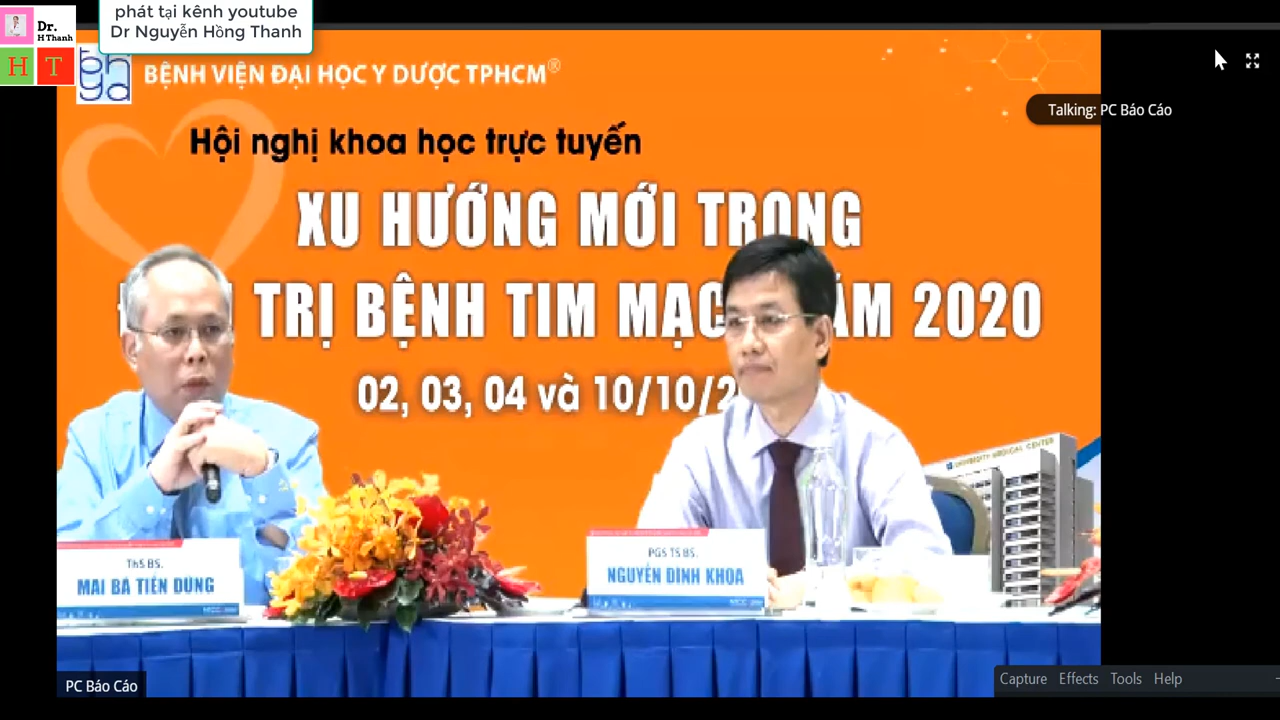 phát tại kênh youtube
Dr Nguyễn Hồng Thanh
Dr.
H Thanh
H T
BỆNH VIỆN ĐẠI HỌC Y DƯỢC TPHCM®
Talking: PC Báo Cáo
Hội nghị khoa học trực tuyến
XU HƯỚNG MỚI TRONG
TRỊ BỆNH TIM MẠC ĂM 2020
02, 03, 04 và 10/10/2
UNIVERSITY MEDICAL CENTER
ThS BS.
MAI BÁ TIẾN DŨNG
PGS TS BS.
NGUYỄN ĐÌNH KHOA
PC Báo Cáo
Capture Effects Tools Help